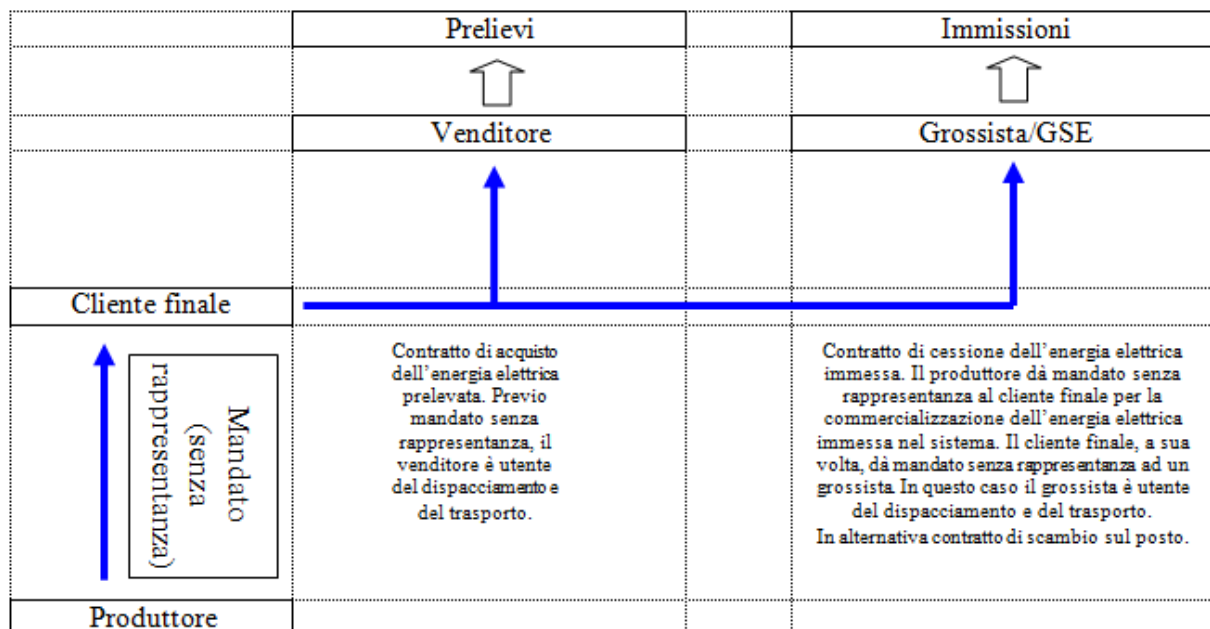 Prelievi
Immissioni
Venditore
Grossista/GSE
Cliente finale
Mandato
(senza
rappresentanza)
Contratto di acquisto
dell'energia elettrica
prelevata. Previo
mandato senza
rappresentanza, il
venditore è utente
del dispacciamento e
del trasporto.
Contratto di cessione dell'energia elettrica
immessa. Il produttore dà mandato senza
rappresentanza al cliente finale per la
commercializzazione dell'energia elettrica
immessa nel sistema. Il cliente finale, a sua
volta, dà mandato senza rappresentanza ad un
grossista. In questo caso il grossista è utente
del dispacciamento e del trasporto.
In alternativa contratto di scambio sul posto.
Produttore